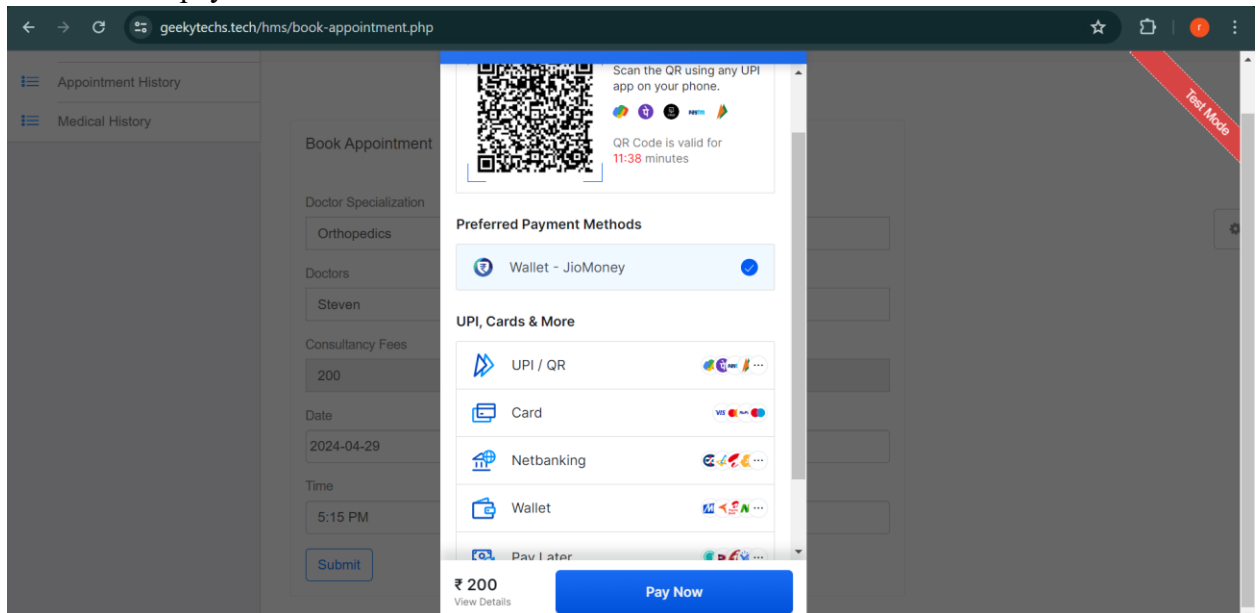 pay
geekytechs.tech/hms/book-appointment.php
r
Appointment History
Medical History
Test Mode
Scan the QR using any UPI
app on your phone.
QR Code is valid for
11:38 minutes
Book Appointment
Doctor Specialization
Orthopedics
Doctors
Steven
Consultancy Fees
200
Date
2024-04-29
Time
5:15 PM
Submit
Preferred Payment Methods
Wallet - JioMoney
UPI, Cards & More
UPI / QR
Card
VISA
Netbanking
Wallet
Pay Later
₹ 200
View Details
Pay Now